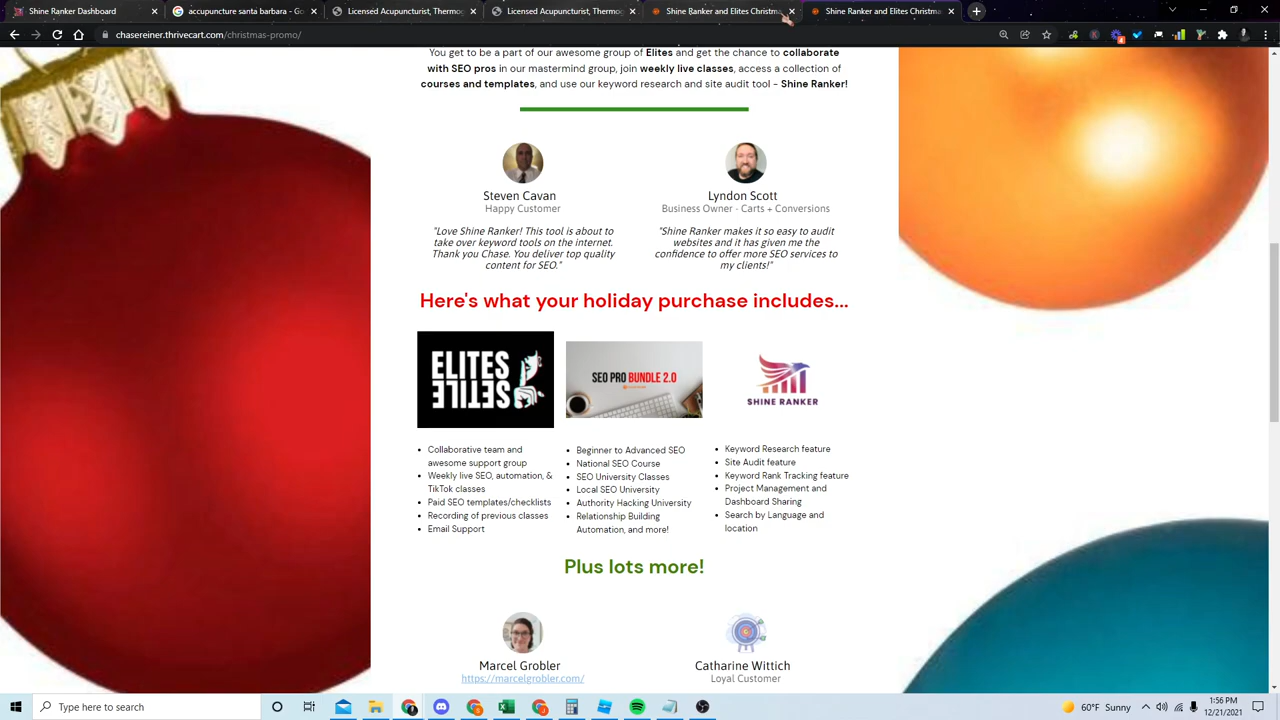 Shine Ranker Dashboard
accupuncture santa barbara - Go
Licensed Acupuncturist, Traditio
Licensed Acupuncturist, Traditio
Shine Ranker and Elites Christma
Shine Ranker and Elites Christma
chasereiner.thrivecart.com/christmas-promo/
You get to be a part of our awesome group of Elites and get the chance to collaborate
with SEO pros in our mastermind group, join weekly live classes, access a collection of
courses and templates, and use our keyword research and site audit tool - Shine Ranker!
Steven Cavan
Happy Customer
"Love Shine Ranker! This tool is about to
take over keyword tools on the internet.
Thank you Chase. You deliver top quality
content for SEO."
Lyndon Scott
Business Owner - Carts + Conversions
"Shine Ranker makes it so easy to audit
websites and it has given me the
confidence to offer more SEO services to
my clients!"
Here's what your holiday purchase includes...
ELITES
ELITES
SEO PRO BUNDLE 2.0
SHINE RANKER
• Collaborative team and
awesome support group
• Weekly live SEO, automation, &
TikTok classes
• Paid SEO templates/checklists
• Recording of previous classes
• Email Support
• Beginner to Advanced SEO
• National SEO Course
• SEO University Classes
• Local SEO University
• Authority Hacking University
• Relationship Building
Automation, and more!
• Keyword Research feature
• Site Audit feature
• Keyword Rank Tracking feature
• Project Management and
Dashboard Sharing
• Search by Language and
location
Plus lots more!
Marcel Grobler
https://marcelgrobler.com/
Catharine Wittich
Loyal Customer
Type here to search
60°F Sunny
1:56 PM
12/21/2021